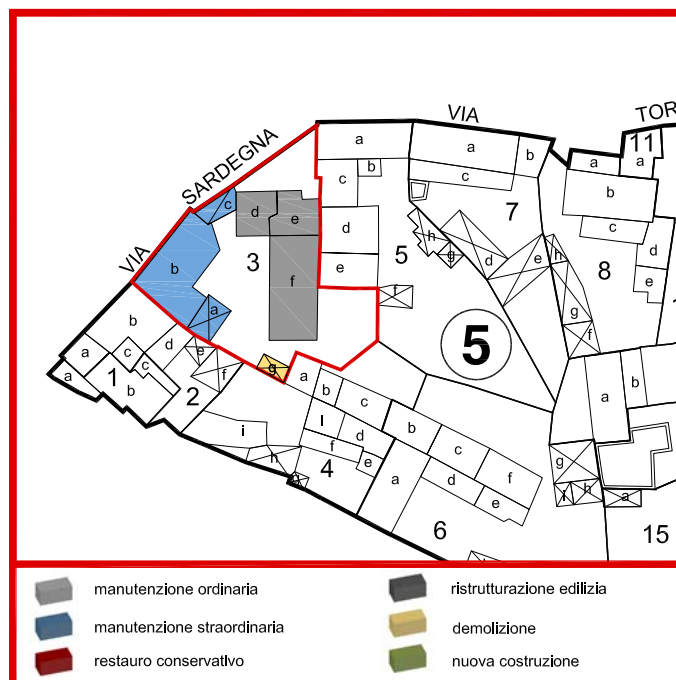 VIA SARDEGNA
VIA
TOR
11
a
a
b
a
b
a
a
c
c
b
c
b
c
d
e
d
7
h
d
3
5
g
d
e
h
8
e
b
f
e
a
f
g
b
d
f
5
a
c
c
e
1
f
g
a
b
a
b
2
b
c
a
i
l
d
b
c
f
h
4
e
a
d
f
g
e
i
h
a
6
15
manutenzione ordinaria
ristrutturazione edilizia
manutenzione straordinaria
demolizione
restauro conservativo
nuova costruzione